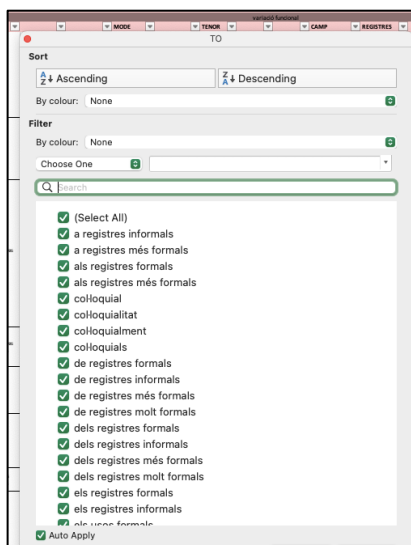 variació funcional
MODE TENOR CAMP REGISTRES
TO
Sort
Ascending Descending
By colour: None
Filter
By colour: None
Choose One
Search
(Select All)
a registres informals
a registres més formals
als registres formals
als registres més formals
col·loquial
col·loquialitat
col·loquialment
col·loquials
de registres formals
de registres informals
de registres més formals
de registres molt formals
dels registres formals
dels registres informals
dels registres més formals
dels registres molt formals
els registres formals
els registres informals
els usos formals
Auto Apply